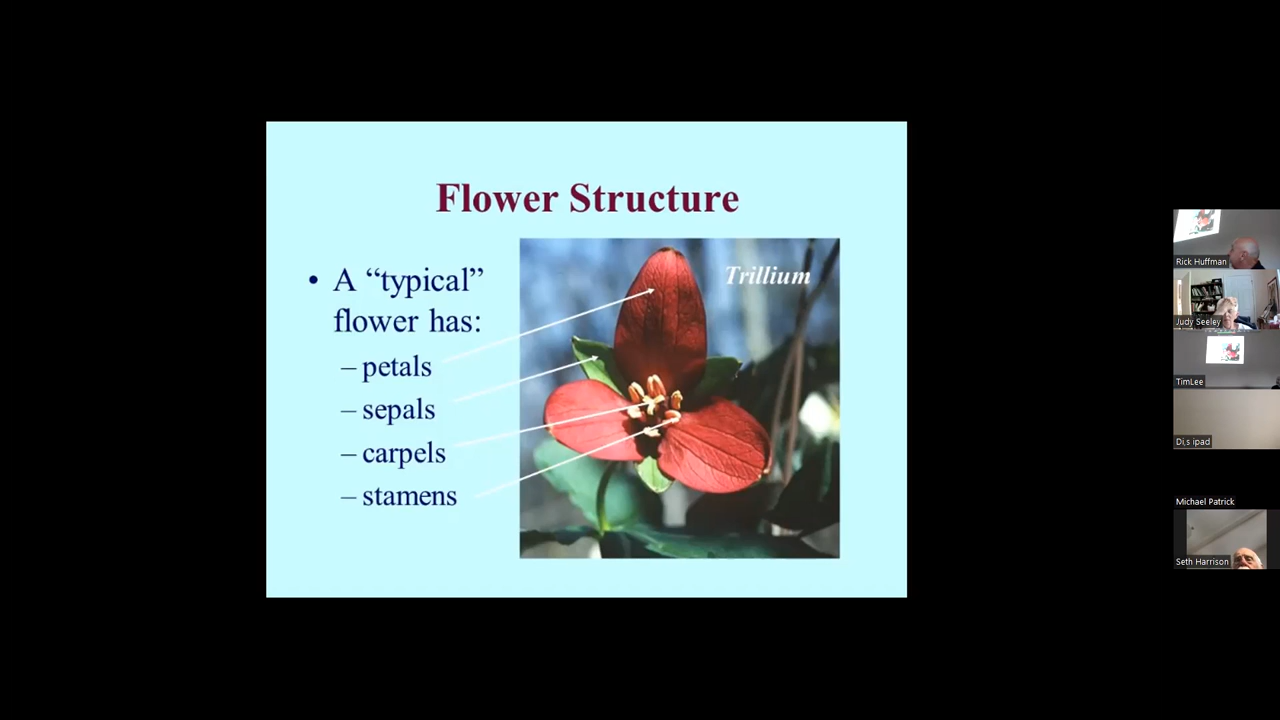 Flower Structure
• A “typical”
flower has:
– petals
– sepals
– carpels
– stamens
Trillium
Rick Huffman
Judy Seeley
TimLee
Di,s ipad
Michael Patrick
Seth Harrison